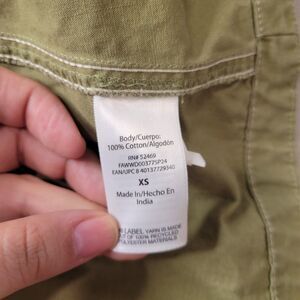 Body/Cuerpo:
100% Cotton/Algodón
RN# 52469
FAWWD003775P24
EAN/UPC 8 40137729340
XS
Made In/Hecho En
India
LABEL YARN IS MADE
OF 100% RECYCLED
POLYESTER MATERIALS